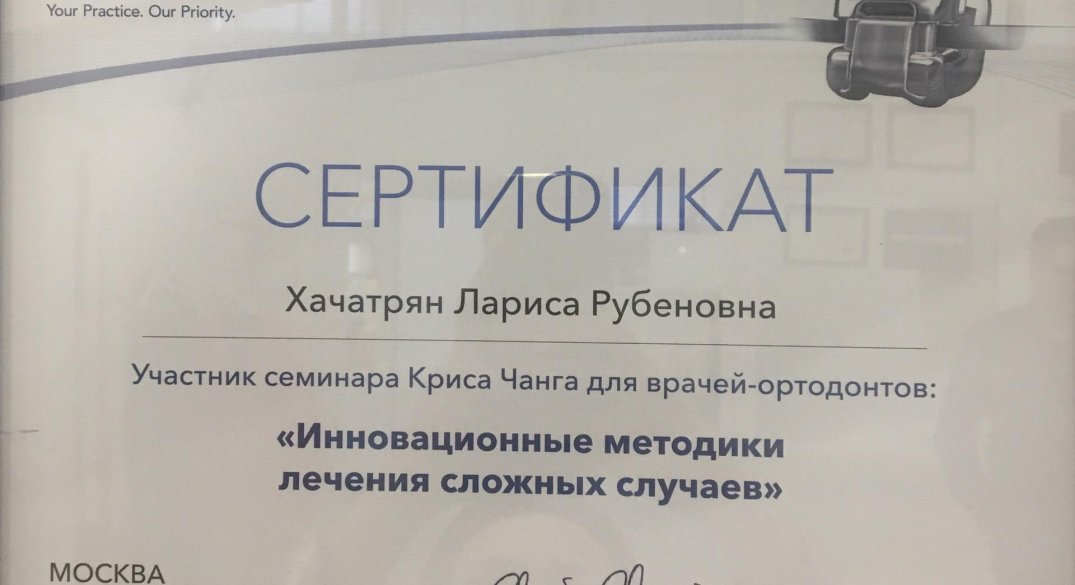 Your Practice. Our Priority.
СЕРТИФИКАТ
Хачатрян Лариса Рубеновна
Участник семинара Криса Чанга для врачей-ортодонтов:
«Инновационные методики
лечения сложных случаев»
МОСКВА